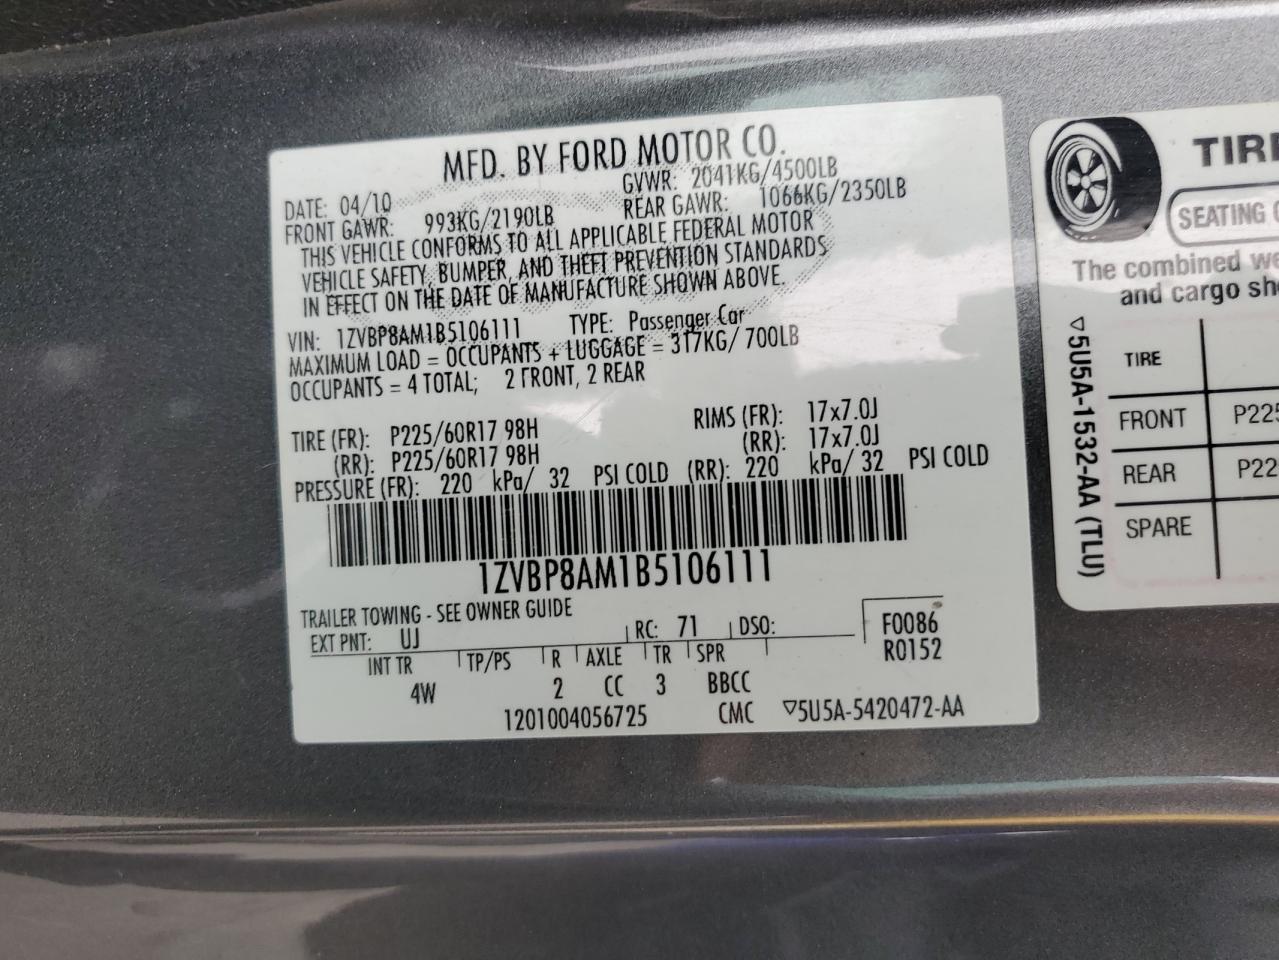 MFD. BY FORD MOTOR CO.
DATE: 04/10 GVWR: 2041KG/4500LB
FRONT GAWR: 993KG/2190LB REAR GAWR: 1066KG/2350LB
THIS VEHICLE CONFORMS TO ALL APPLICABLE FEDERAL MOTOR
VEHICLE SAFETY, BUMPER, AND THEFT PREVENTION STANDARDS
IN EFFECT ON THE DATE OF MANUFACTURE SHOWN ABOVE.
VIN: 1ZVBP8AM1B5106111 TYPE: Passenger Car
MAXIMUM LOAD = OCCUPANTS + LUGGAGE = 317KG/ 700LB
OCCUPANTS = 4 TOTAL; 2 FRONT, 2 REAR
TIRE (FR): P225/60R17 98H RIMS (FR): 17x7.0J
(RR): P225/60R17 98H (RR): 17x7.0J
PRESSURE (FR): 220 kPa/ 32 PSI COLD (RR): 220 kPa/ 32 PSI COLD
1ZVBP8AM1B5106111
TRAILER TOWING - SEE OWNER GUIDE
EXT PNT: UJ RC: 71 DSO: F0086
INT TR TP/PS R AXLE TR SPR R0152
4W 2 CC 3 BBCC
1201004056725 CMC ▽5U5A-5420472-AA
TIRE
SEATING
The combined we
and cargo sh
▽5U5A-1532-AA (TLU)
TIRE
FRONT P225
REAR P22
SPARE